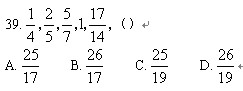 39. 1/4, 2/5, 5/7, 1, 17/14, ()↵
A. 25/17 B. 26/17 C. 25/19 D. 26/19↵